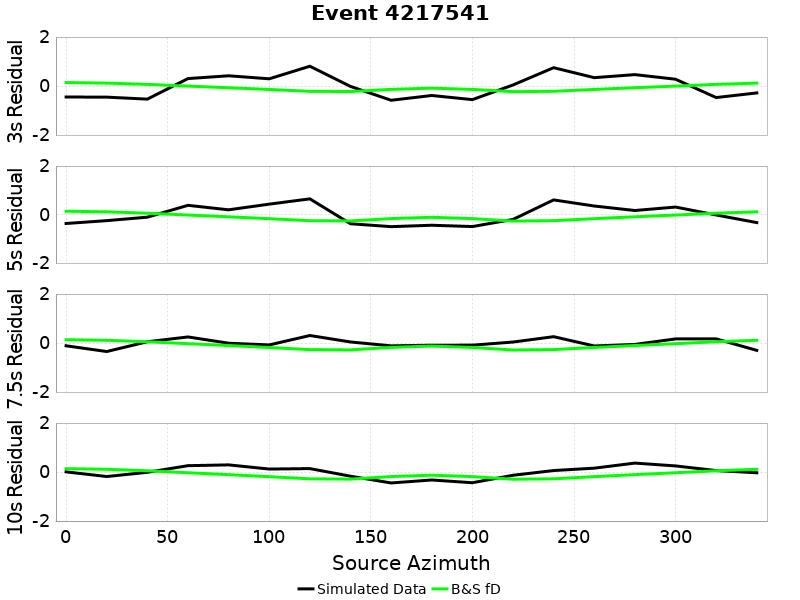 Event 4217541
3s Residual
2
0
-2
5s Residual
2
0
-2
7.5s Residual
2
0
-2
10s Residual
2
0
-2
0 50 100 150 200 250 300
Source Azimuth
Simulated Data B&S fD